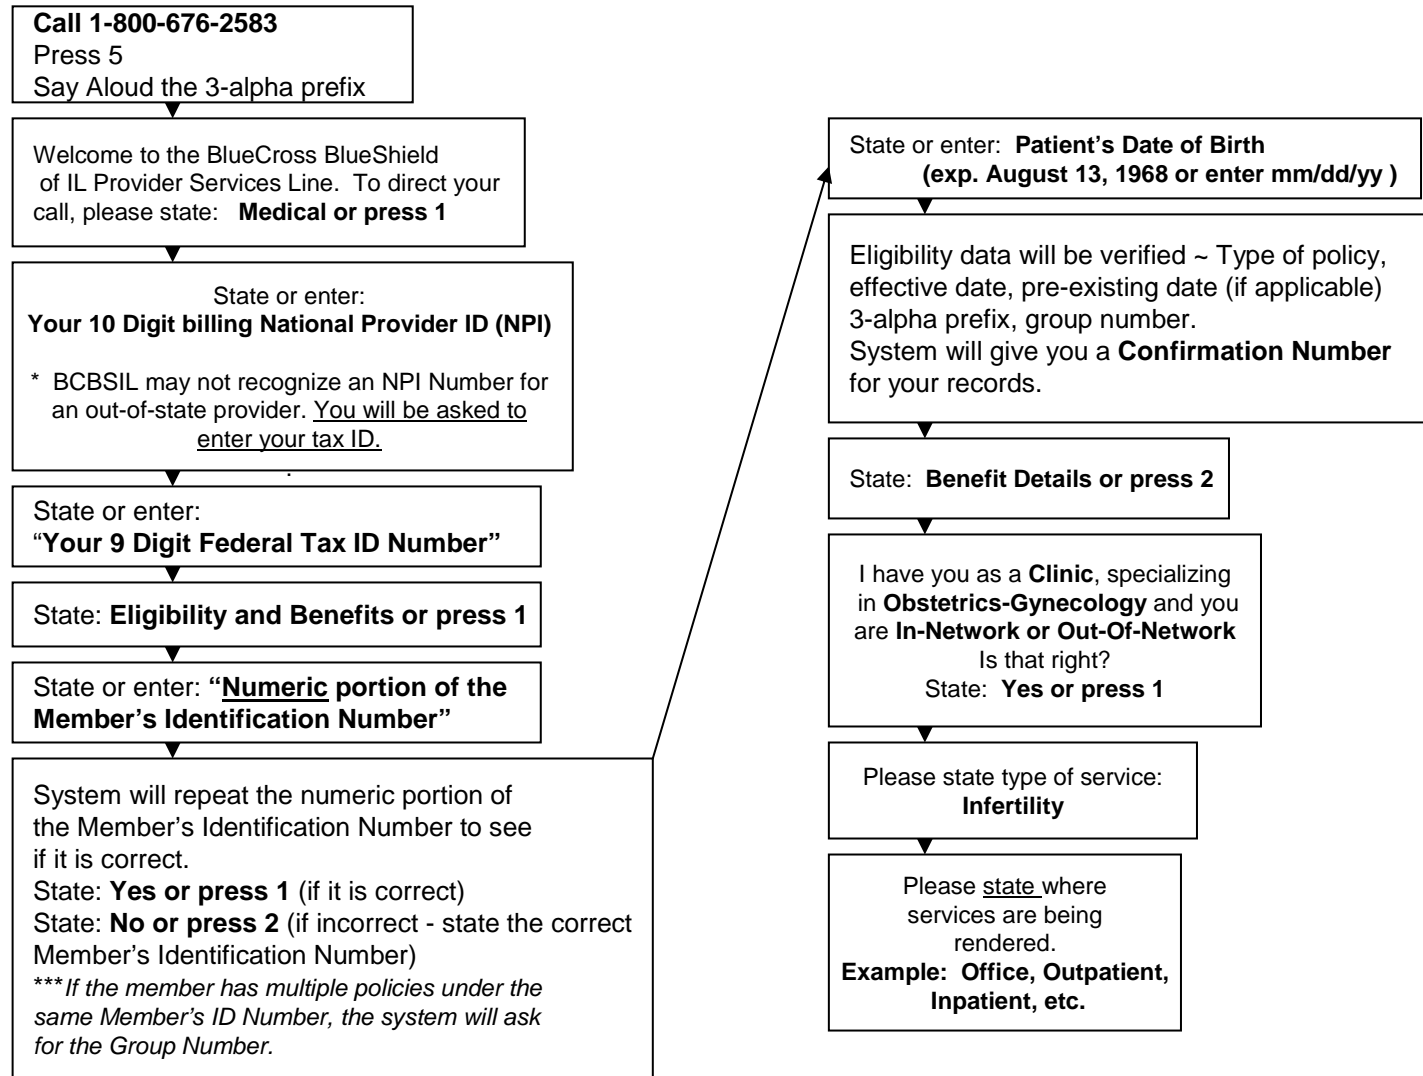 Call 1-800-676-2583
Press 5
Say Aloud the 3-alpha prefix
Welcome to the BlueCross BlueShield
of IL Provider Services Line. To direct your
call, please state: Medical or press 1
State or enter:
Your 10 Digit billing National Provider ID (NPI)
* BCBSIL may not recognize an NPI Number for
an out-of-state provider. You will be asked to
enter your tax ID.
.
State or enter:
“Your 9 Digit Federal Tax ID Number”
State: Eligibility and Benefits or press 1
State or enter: “Numeric portion of the
Member’s Identification Number”
System will repeat the numeric portion of
the Member’s Identification Number to see
if it is correct.
State: Yes or press 1 (if it is correct)
State: No or press 2 (if incorrect - state the correct
Member’s Identification Number)
***If the member has multiple policies under the
same Member’s ID Number, the system will ask
for the Group Number.
State or enter: Patient’s Date of Birth
(exp. August 13, 1968 or enter mm/dd/yy )
Eligibility data will be verified ~ Type of policy,
effective date, pre-existing date (if applicable)
3-alpha prefix, group number.
System will give you a Confirmation Number
for your records.
State: Benefit Details or press 2
I have you as a Clinic, specializing
in Obstetrics-Gynecology and you
are In-Network or Out-Of-Network
Is that right?
State: Yes or press 1
Please state type of service:
Infertility
Please state where
services are being
rendered.
Example: Office, Outpatient,
Inpatient, etc.